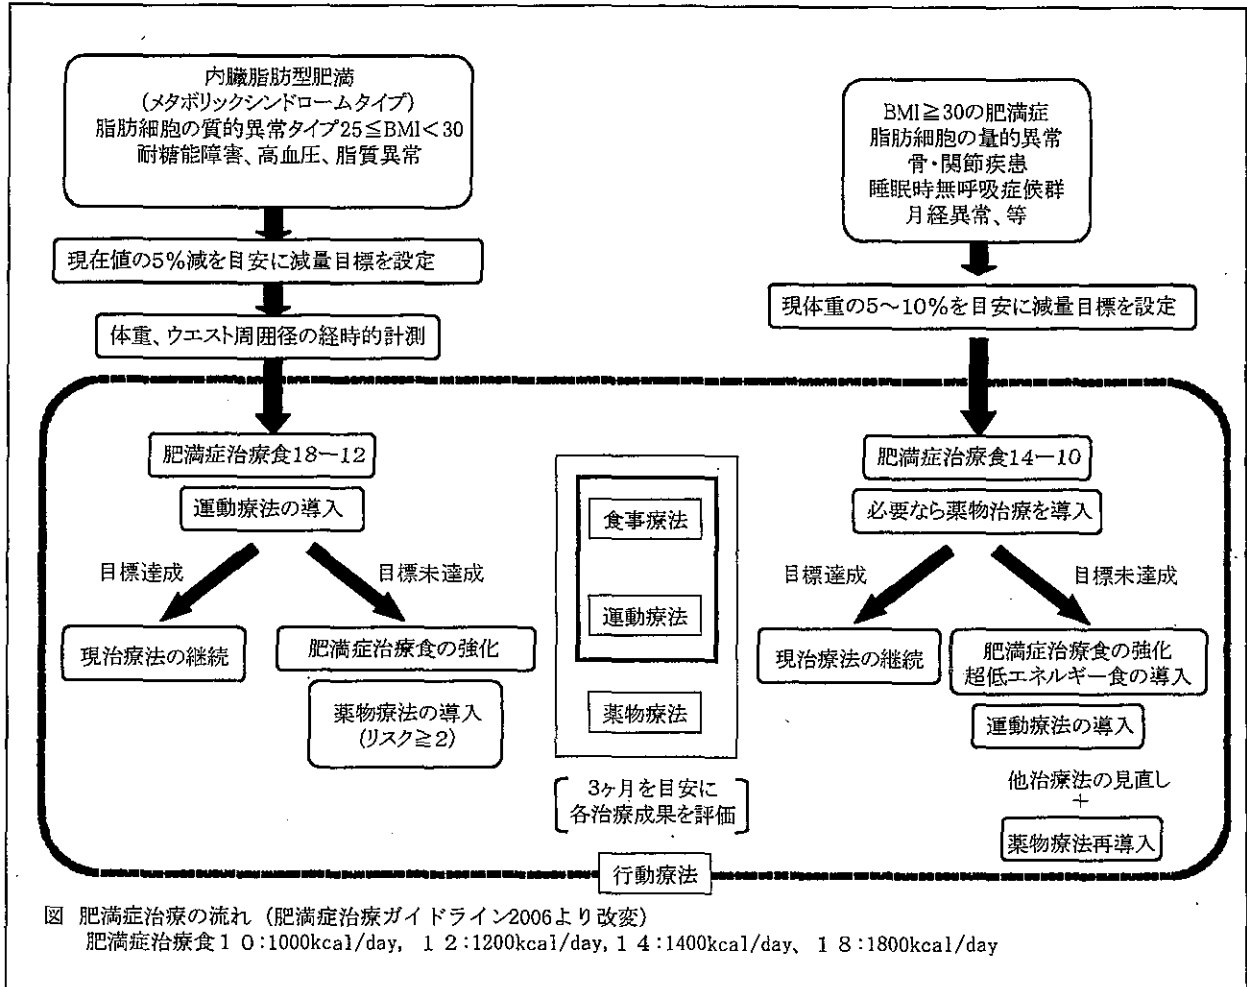 内臓脂肪型肥満
(メタボリックシンドロームタイプ)
脂肪細胞の質的異常タイプ25≦BMI<30
耐糖能障害、高血圧、脂質異常
現在値の5%減を目安に減量目標を設定
体重、ウエスト周囲径の経時的計測
BMI≧30の肥満症
脂肪細胞の量的異常
骨・関節疾患
睡眠時無呼吸症候群
月経異常、等
現体重の5〜10%を目安に減量目標を設定
肥満症治療食18−12
運動療法の導入
目標達成
目標未達成
現治療法の継続
肥満症治療食の強化
薬物療法の導入
(リスク≧2)
食事療法
運動療法
薬物療法
3ヶ月を目安に
各治療成果を評価
肥満症治療食14−10
必要なら薬物治療を導入
目標達成
目標未達成
現治療法の継続
肥満症治療食の強化
超低エネルギー食の導入
運動療法の導入
他治療法の見直し
+
薬物療法再導入
行動療法
図 肥満症治療の流れ (肥満症治療ガイドライン2006より改変)
肥満症治療食10:1000kcal/day, 12:1200kcal/day,14:1400kcal/day、18:1800kcal/day